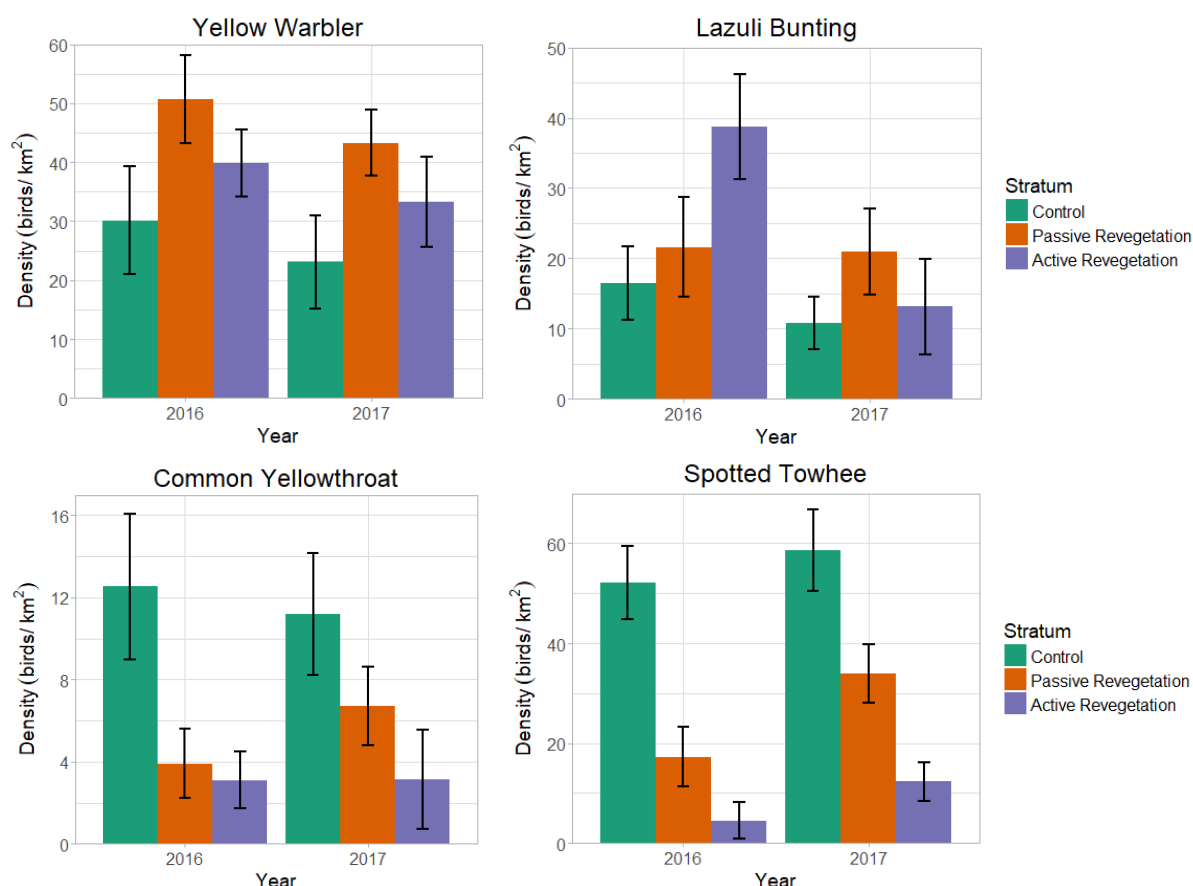 Yellow Warbler
Density (birds/ km²)
60
50
40
30
20
10
0
2016
2017
Year
Lazuli Bunting
Density (birds/ km²)
50
40
30
20
10
0
2016
2017
Year
Stratum
Control
Passive Revegetation
Active Revegetation
Common Yellowthroat
Density (birds/ km²)
16
12
8
4
0
2016
2017
Year
Spotted Towhee
Density (birds/ km²)
60
40
20
0
2016
2017
Year
Stratum
Control
Passive Revegetation
Active Revegetation